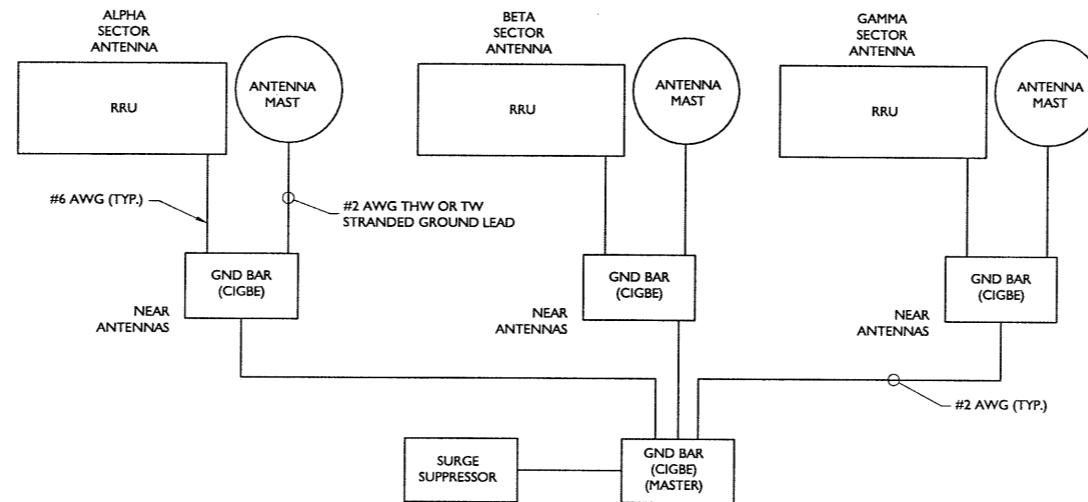 ALPHA
SECTOR
ANTENNA
BETA
SECTOR
ANTENNA
GAMMA
SECTOR
ANTENNA
RRU
ANTENNA
MAST
RRU
ANTENNA
MAST
RRU
ANTENNA
MAST
#6 AWG (TYP.)
#2 AWG THW OR TW
STRANDED GROUND LEAD
GND BAR
(CIGBE)
GND BAR
(CIGBE)
GND BAR
(CIGBE)
NEAR
ANTENNAS
NEAR
ANTENNAS
NEAR
ANTENNAS
#2 AWG (TYP.)
SURGE
SUPPRESSOR
GND BAR
(CIGBE)
(MASTER)